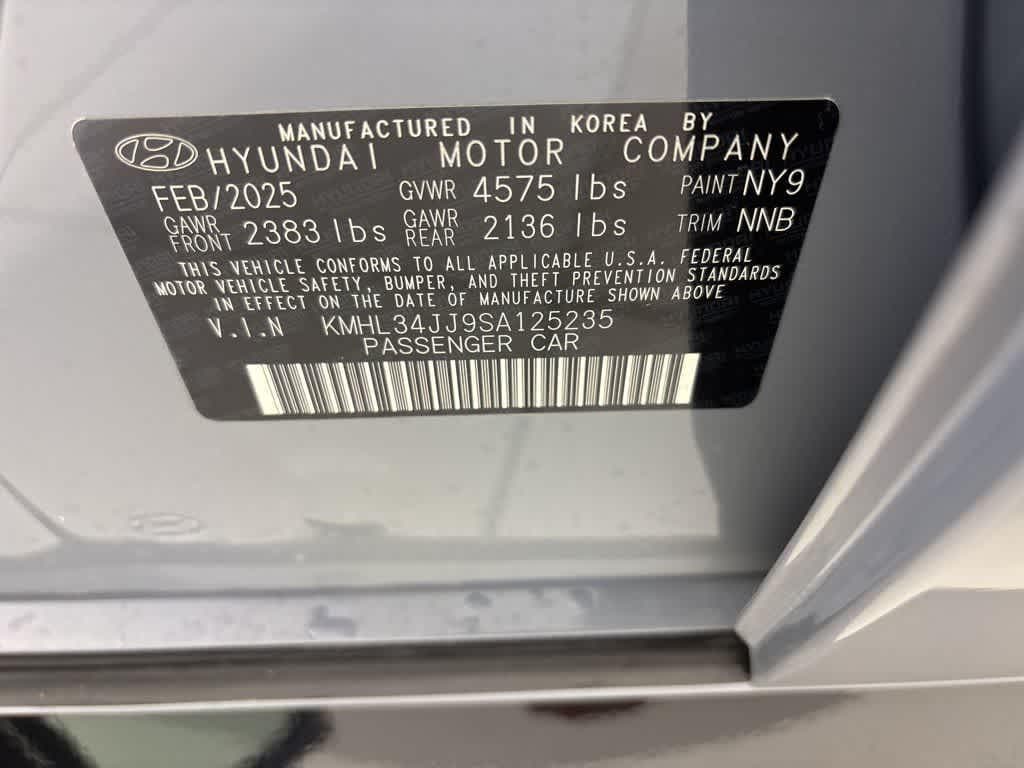 MANUFACTURED IN KOREA BY
HYUNDAI MOTOR COMPANY
FEB/2025 GVWR 4575 lbs PAINT NY9
GAWR FRONT 2383 lbs GAWR REAR 2136 lbs TRIM NNB
THIS VEHICLE CONFORMS TO ALL APPLICABLE U.S.A. FEDERAL
MOTOR VEHICLE SAFETY, BUMPER, AND THEFT PREVENTION STANDARDS
IN EFFECT ON THE DATE OF MANUFACTURE SHOWN ABOVE
V.I.N KMHL34JJ9SA125235
PASSENGER CAR